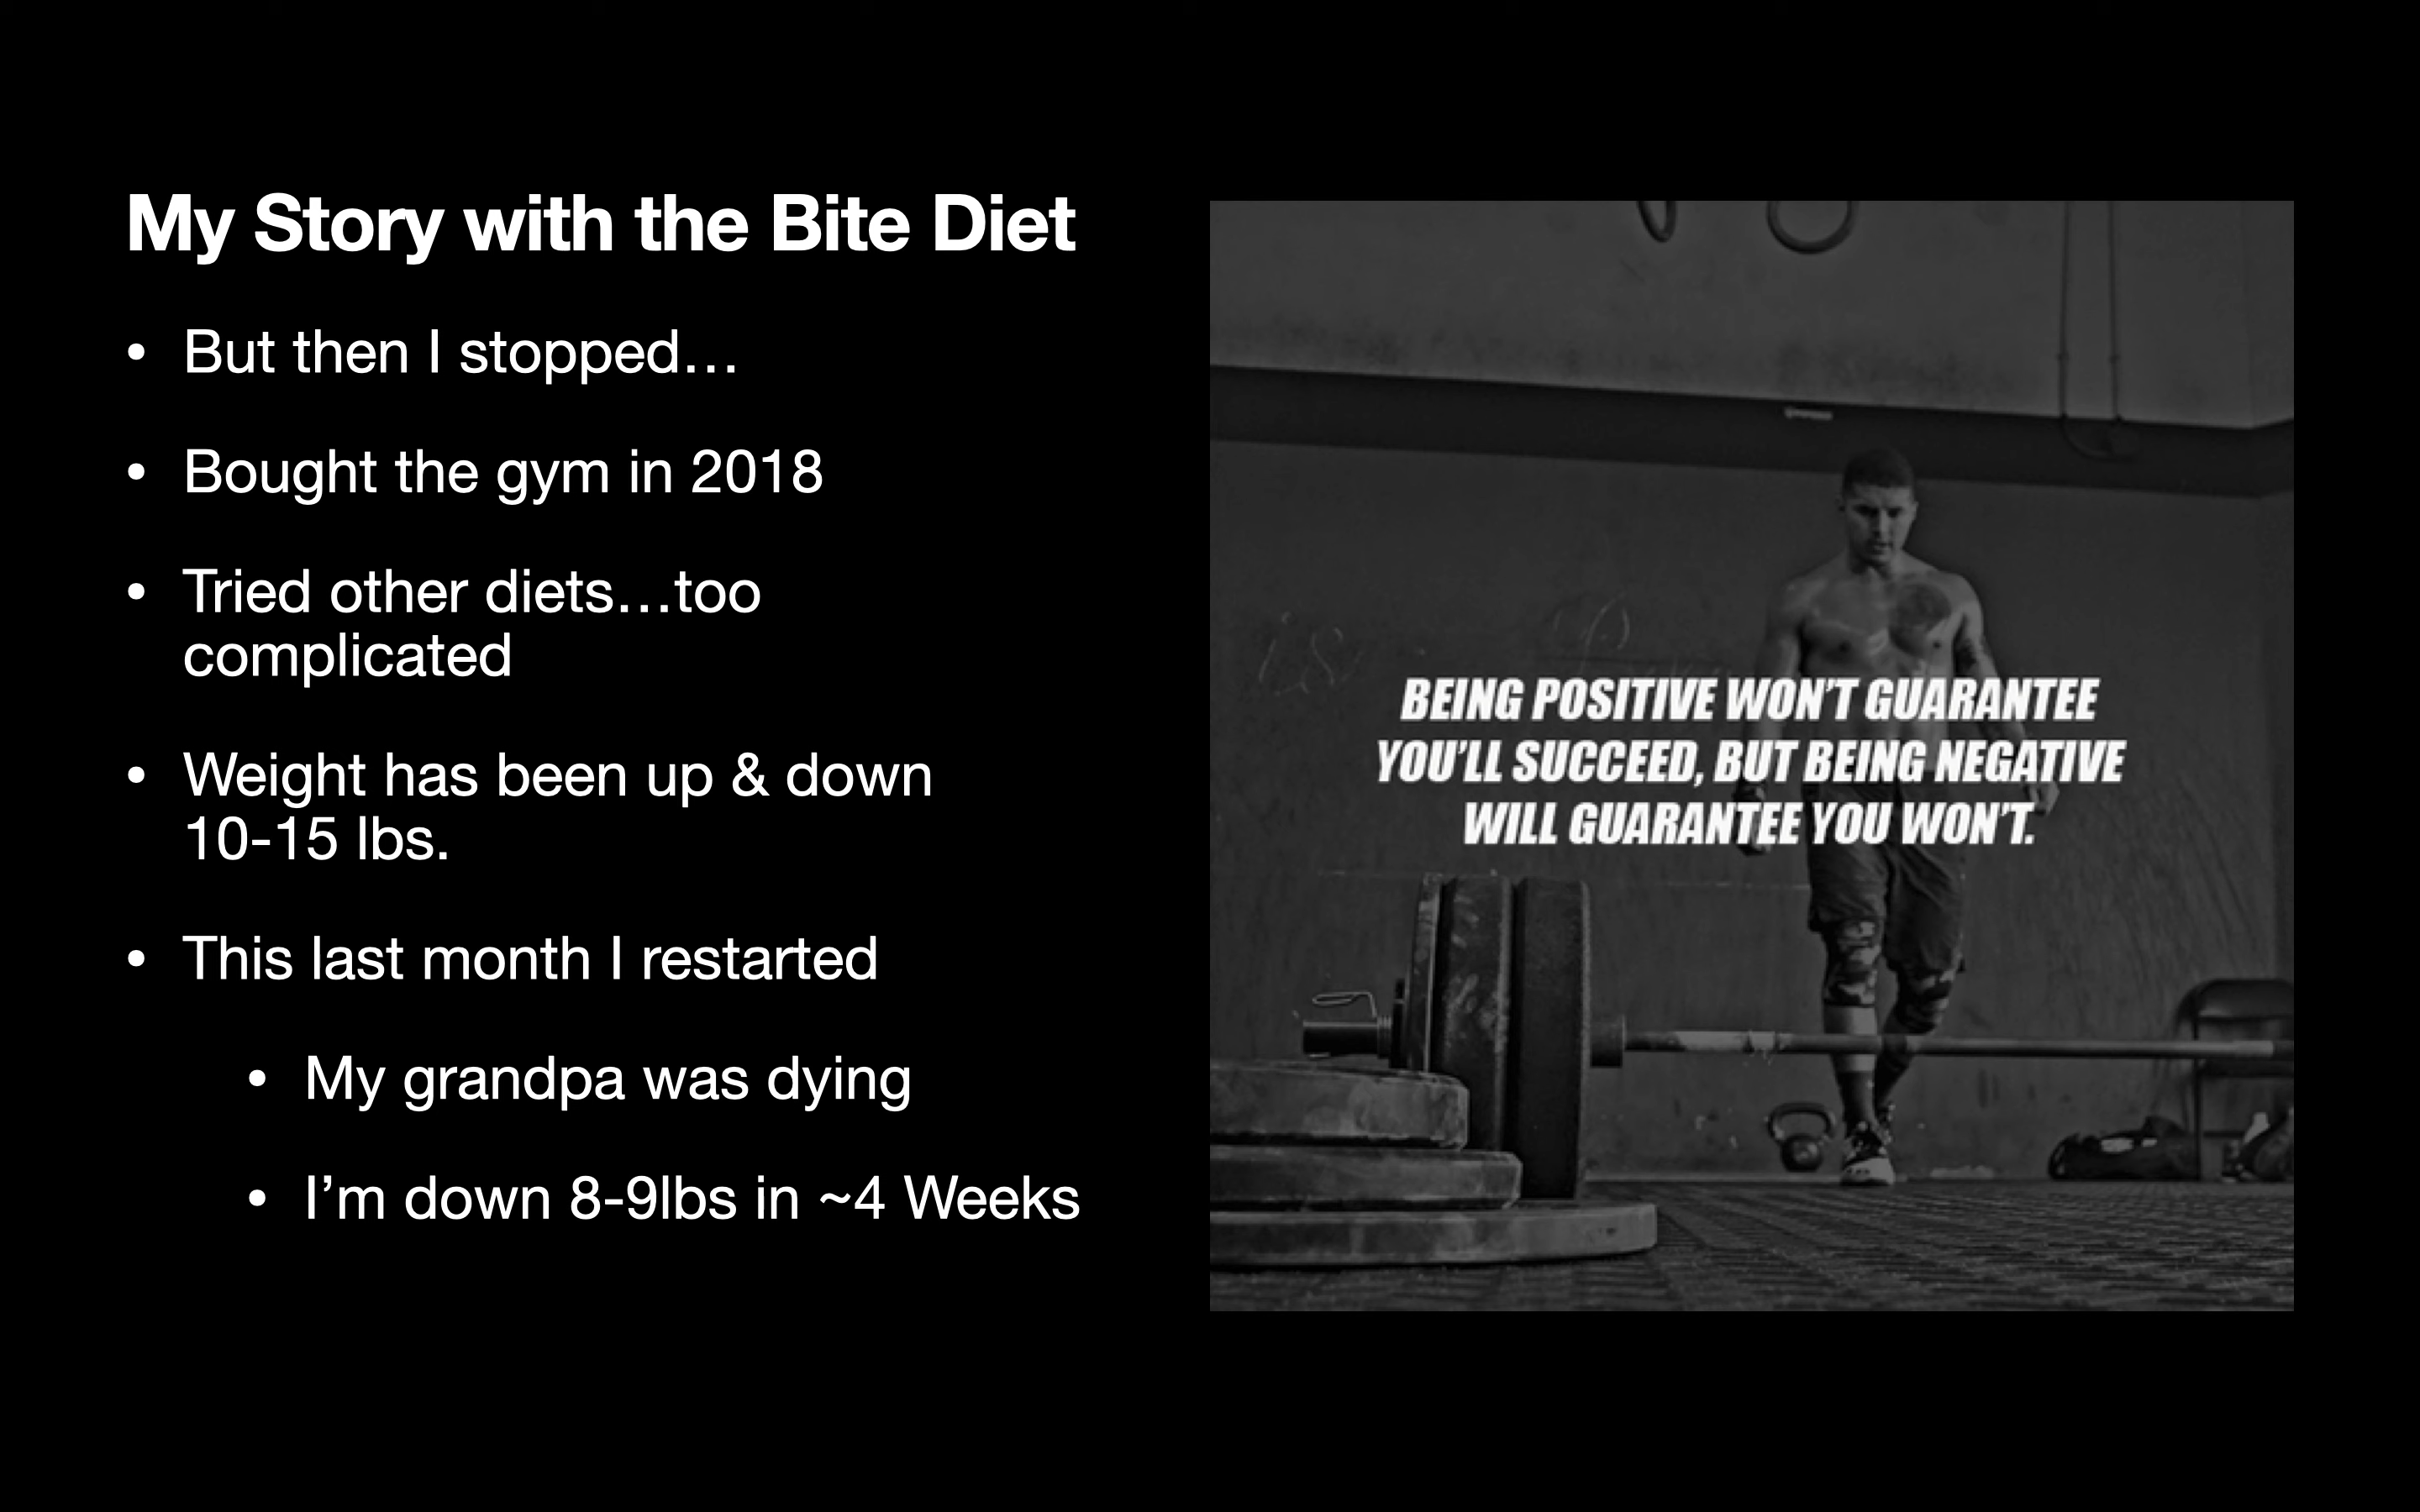 My Story with the Bite Diet
• But then I stopped…
• Bought the gym in 2018
• Tried other diets…too
complicated
• Weight has been up & down
10-15 lbs.
• This last month I restarted
• My grandpa was dying
• I’m down 8-9lbs in ~4 Weeks
BEING POSITIVE WON’T GUARANTEE
YOU’LL SUCCEED, BUT BEING NEGATIVE
WILL GUARANTEE YOU WON’T.